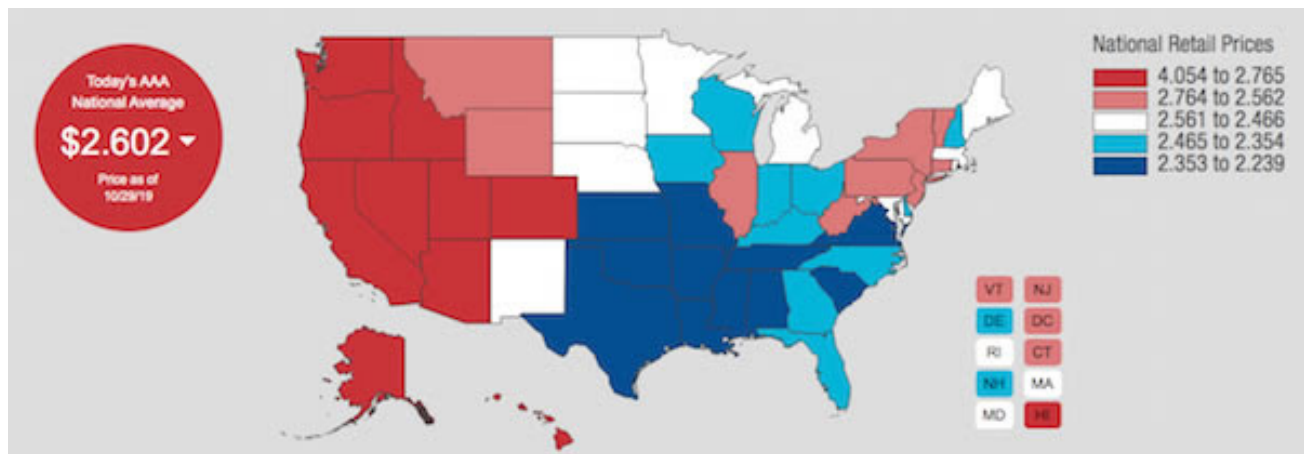 Today's AAA
National Average
$2.602
Price as of
10/29/19
National Retail Prices
4.054 to 2.765
2.764 to 2.562
2.561 to 2.466
2.465 to 2.354
2.353 to 2.239
VT NJ
DE DC
RI CT
NH MA
MD HI